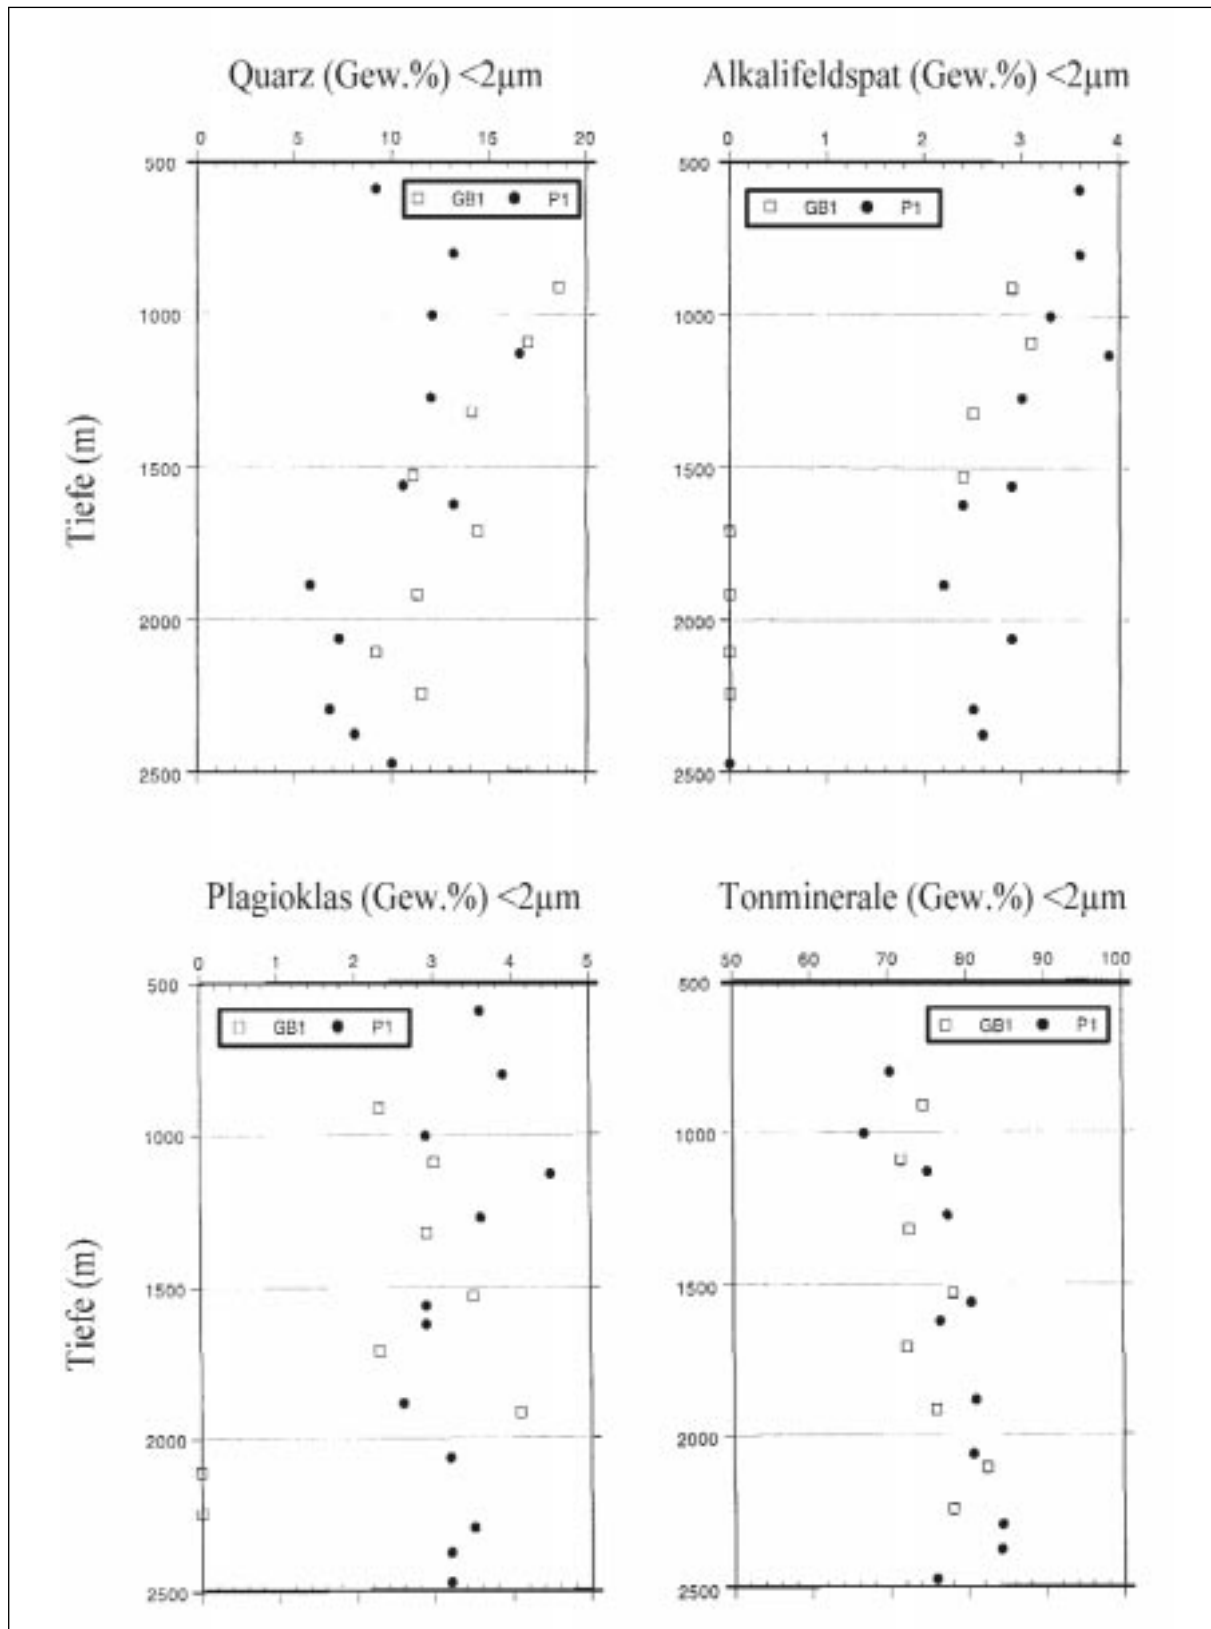 Quarz (Gew.%) <2µm
0 5 10 15 20
500
GB1 P1
1000
1500
2000
2500
Tiefe (m)
Alkalifeldspat (Gew.%) <2µm
0 1 2 3 4
500
GB1 P1
1000
1500
2000
2500
Plagioklas (Gew.%) <2µm
0 1 2 3 4 5
500
GB1 P1
1000
1500
2000
2500
Tiefe (m)
Tonminerale (Gew.%) <2µm
50 60 70 80 90 100
500
GB1 P1
1000
1500
2000
2500